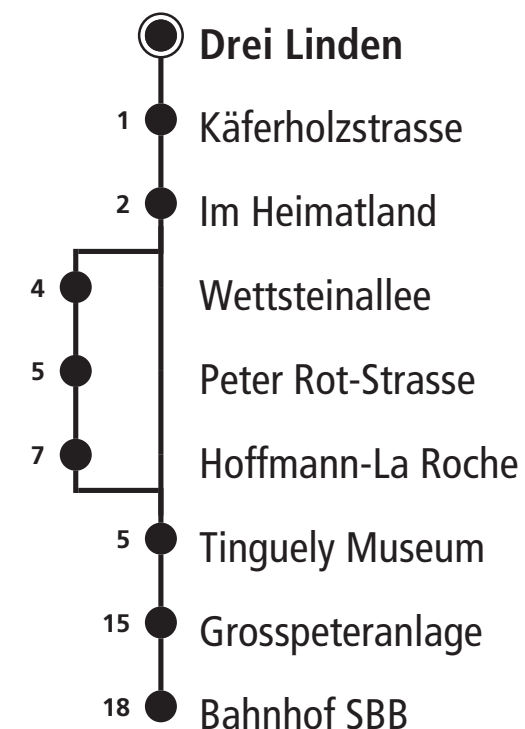 Drei Linden
1 Käferholzstrasse
2 Im Heimatland
4 Wettsteinallee
5 Peter Rot-Strasse
7 Hoffmann-La Roche
5 Tinguely Museum
15 Grosspeteranlage
18 Bahnhof SBB